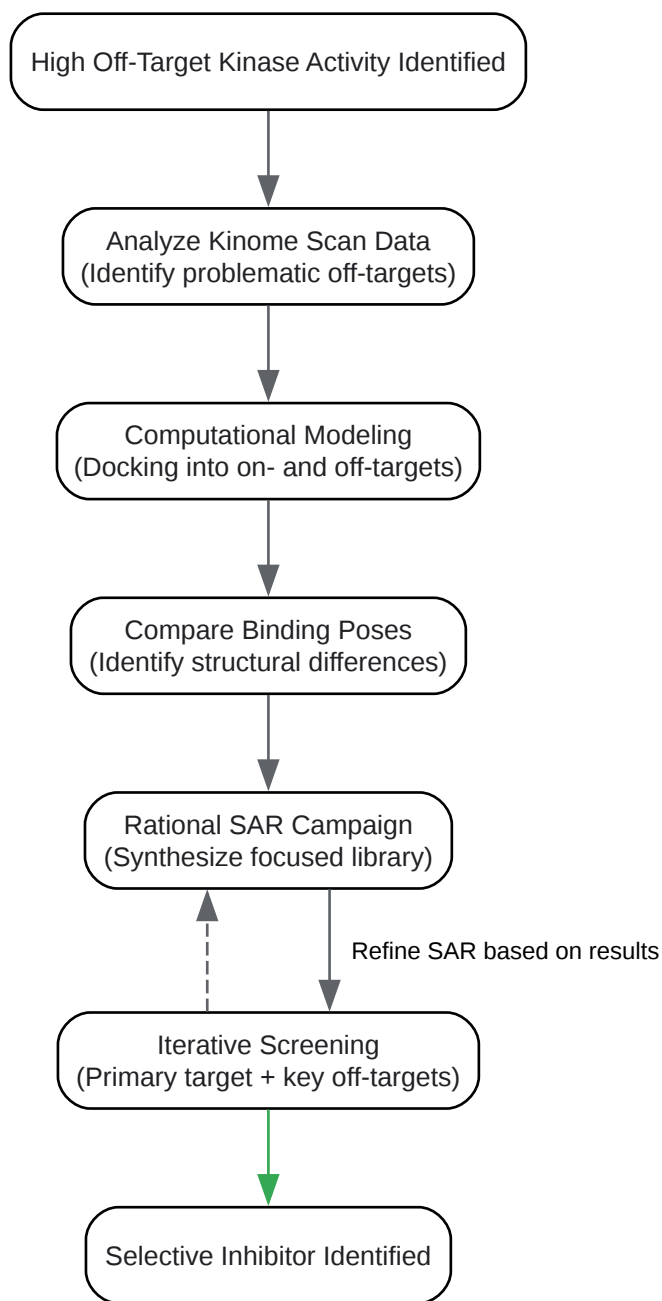 High Off-Target Kinase Activity Identified
Analyze Kinome Scan Data
(Identify problematic off-targets)
Computational Modeling
(Docking into on- and off-targets)
Compare Binding Poses
(Identify structural differences)
Rational SAR Campaign
(Synthesize focused library)
Refine SAR based on results
Iterative Screening
(Primary target + key off-targets)
Selective Inhibitor Identified